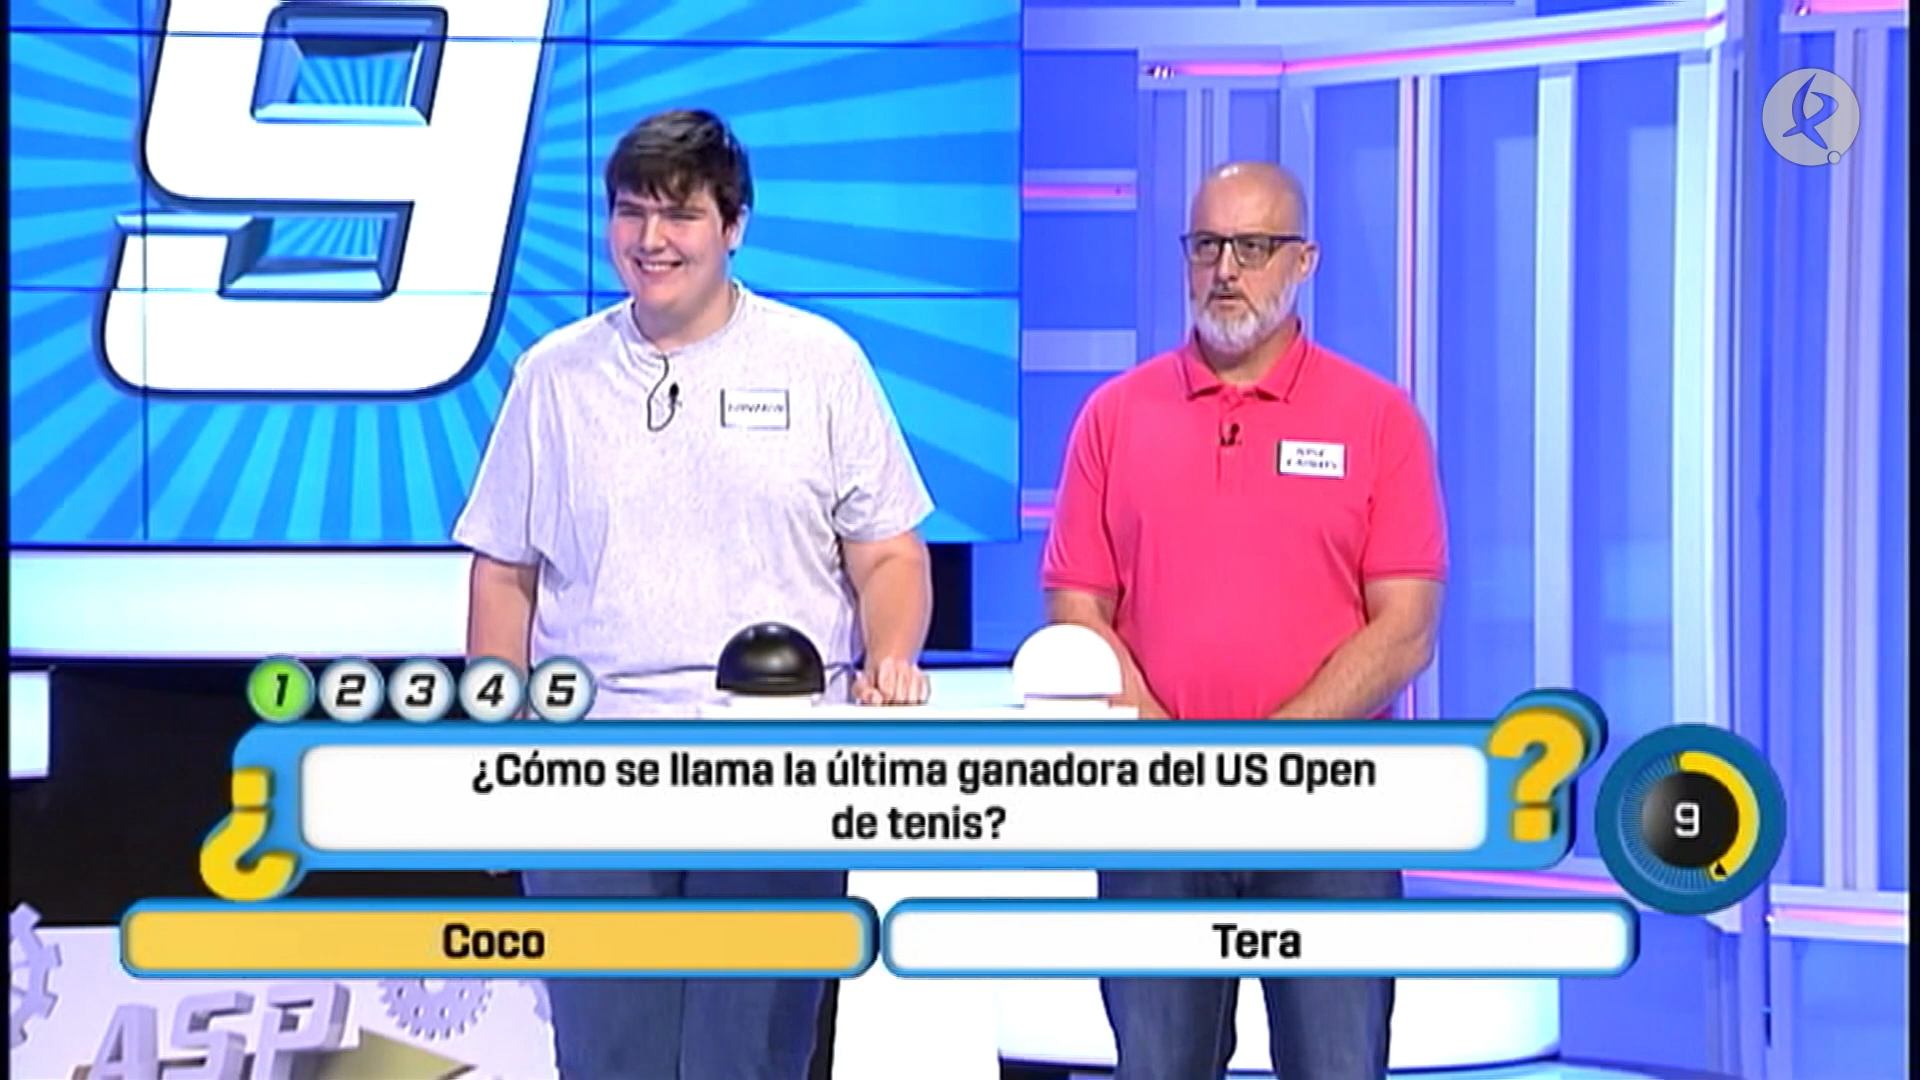 9
1 2 3 4 5
¿Cómo se llama la última ganadora del US Open
de tenis?
9
Coco
Tera
ASP